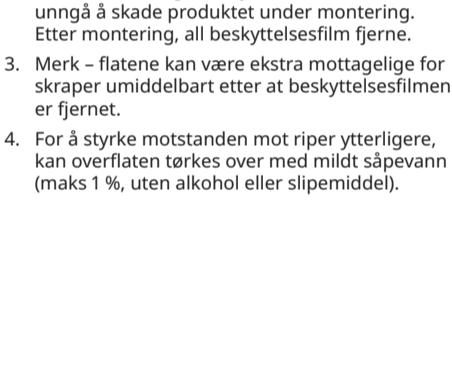 unngå å skade produktet under montering.
Etter montering, all beskyttelsesfilm fjerne.
3. Merk – flatene kan være ekstra mottagelige for
skraper umiddelbart etter at beskyttelsesfilmen
er fjernet.
4. For å styrke motstanden mot riper ytterligere,
kan overflaten tørkes over med mildt såpevann
(maks 1 %, uten alkohol eller slipemiddel).